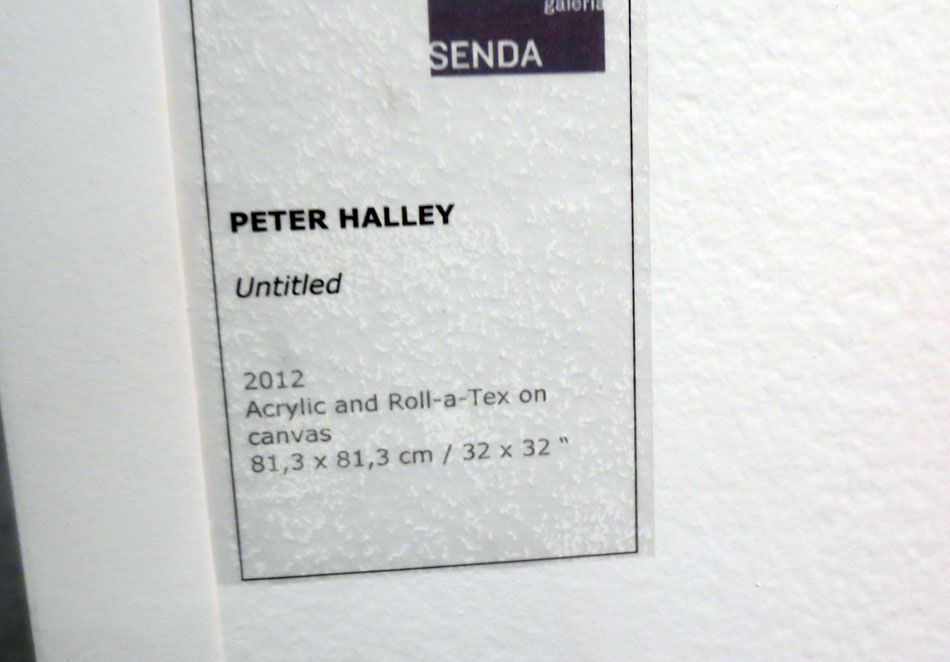 galeria
SENDA
PETER HALLEY
Untitled
2012
Acrylic and Roll-a-Tex on
canvas
81,3 x 81,3 cm / 32 x 32 “